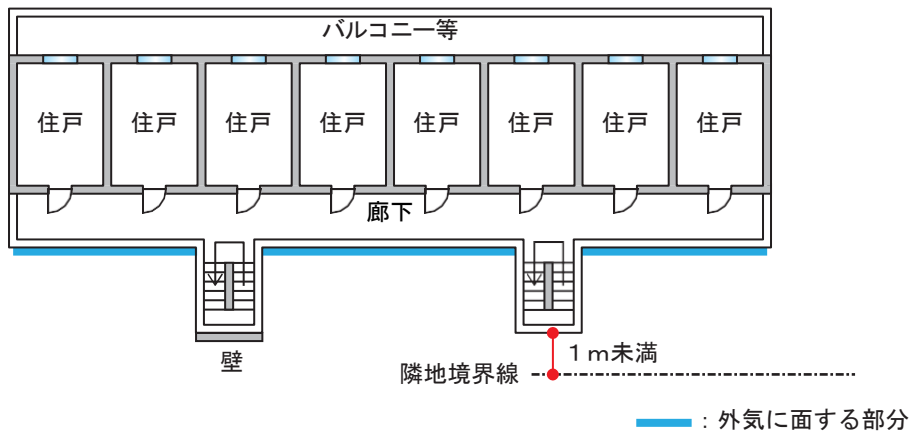 バルコニー等
住戸 住戸 住戸 住戸 住戸 住戸 住戸 住戸
廊下
壁
1m未満
隣地境界線
:外気に面する部分